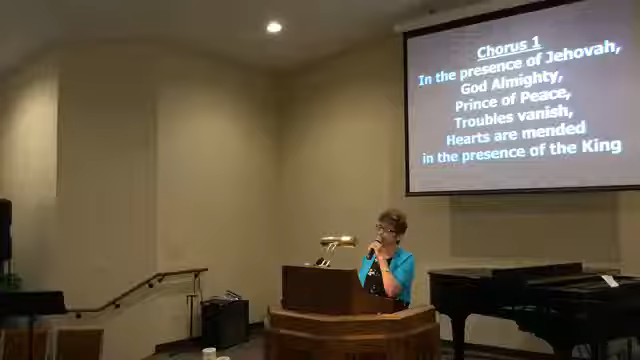 Chorus 1
In the presence of Jehovah,
God Almighty,
Prince of Peace,
Troubles vanish,
Hearts are mended
in the presence of the King